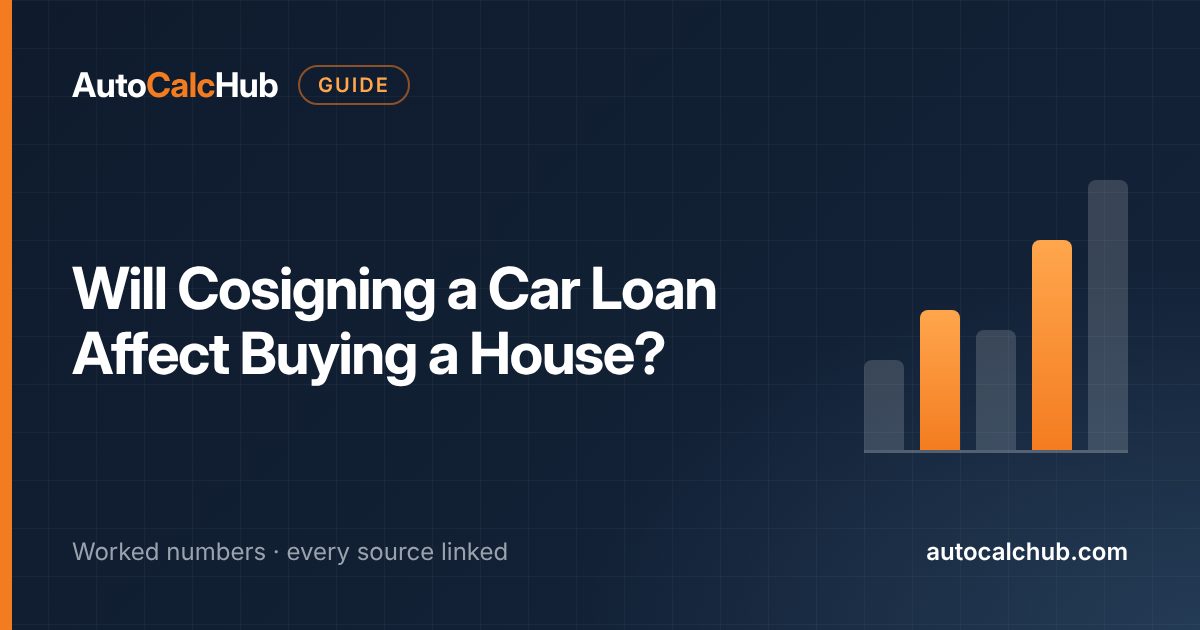 AutoCalcHub GUIDE
Will Cosigning a Car Loan
Affect Buying a House?
Worked numbers · every source linked
autocalchub.com